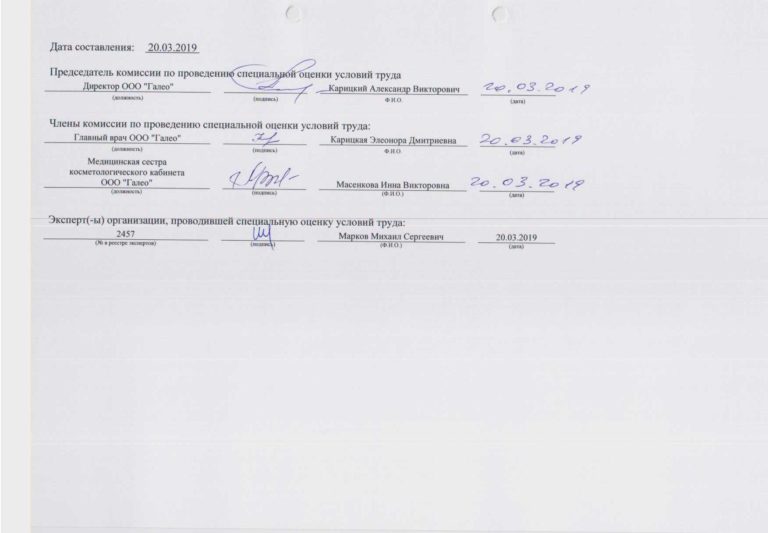 Дата составления: 20.03.2019
Председатель комиссии по проведению специальной оценки условий труда
Директор ООО "Галео" Карицкий Александр Викторович 20.03.2019
(должность) (подпись) Ф.И.О. (дата)
Члены комиссии по проведению специальной оценки условий труда:
Главный врач ООО "Галео" Карицкая Элеонора Дмитриевна 20.03.2019
(должность) (подпись) Ф.И.О. (дата)
Медицинская сестра
косметологического кабинета
ООО "Галео" Масенкова Инна Викторовна 20.03.2019
(должность) (подпись) (Ф.И.О.) (дата)
Эксперт(-ы) организации, проводившей специальную оценку условий труда:
2457 Марков Михаил Сергеевич 20.03.2019
(№ в реестре экспертов) (подпись) (Ф.И.О.) (дата)